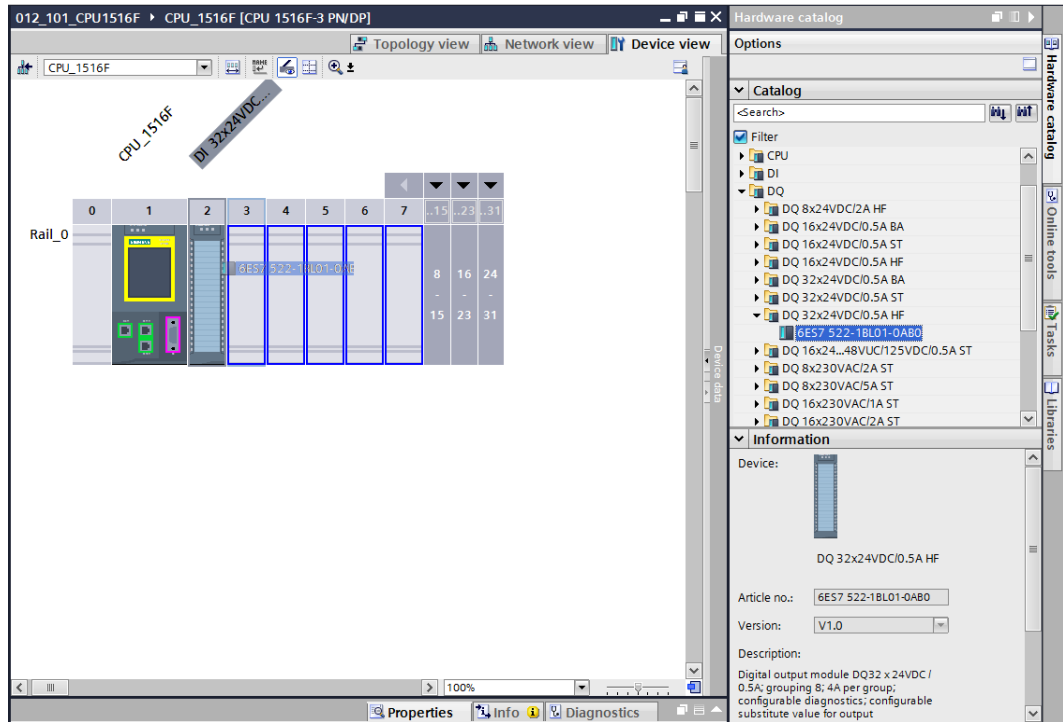 012_101_CPU1516F ▸ CPU_1516F [CPU 1516F-3 PN/DP]
Topology view
Network view
Device view
CPU_1516F
CPU_1516F
DI 32x24VDC...
0 1 2 3 4 5 6 7 ..15 ..23 ..31
Rail_0
SIEMENS
6ES7 522-1BL01-0AB
8 16 24
- - -
15 23 31
Device data
100%
Properties
Info
Diagnostics
Hardware catalog
Options
Catalog
<Search>
Filter
CPU
DI
DQ
DQ 8x24VDC/2A HF
DQ 16x24VDC/0.5A BA
DQ 16x24VDC/0.5A ST
DQ 16x24VDC/0.5A HF
DQ 32x24VDC/0.5A BA
DQ 32x24VDC/0.5A ST
DQ 32x24VDC/0.5A HF
6ES7 522-1BL01-0AB0
DQ 16x24...48VUC/125VDC/0.5A ST
DQ 8x230VAC/2A ST
DQ 8x230VAC/5A ST
DQ 16x230VAC/1A ST
DQ 16x230VAC/2A ST
Information
Device:
DQ 32x24VDC/0.5A HF
Article no.: 6ES7 522-1BL01-0AB0
Version: V1.0
Description:
Digital output module DQ32 x 24VDC /
0.5A; grouping 8; 4A per group;
configurable diagnostics; configurable
substitute value for output
Hardware catalog
Online tools
Tasks
Libraries